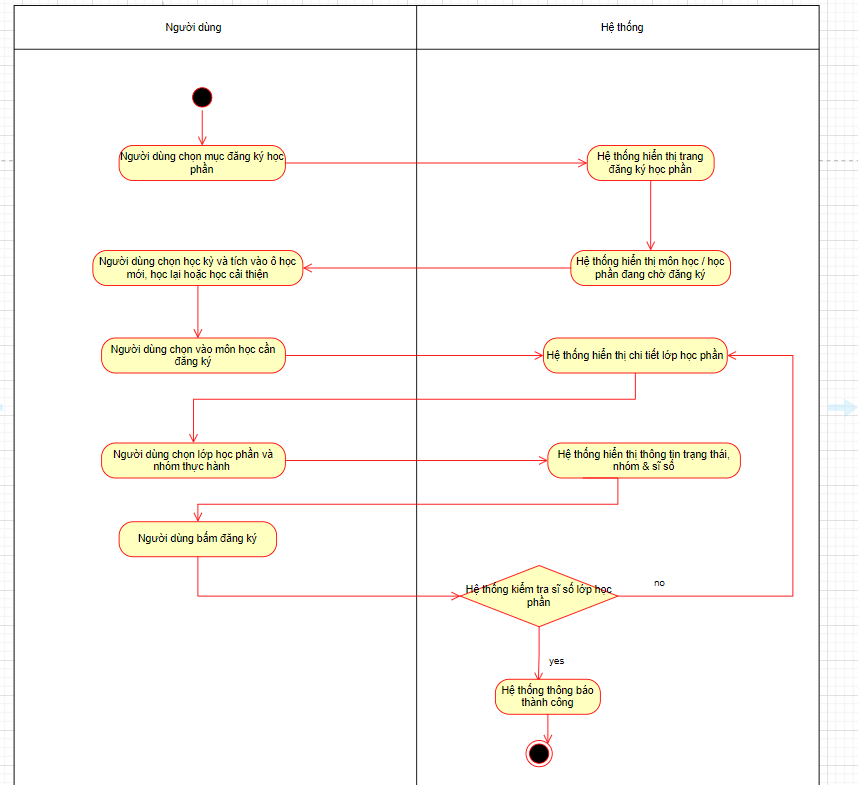 Người dùng
Hệ thống
Người dùng chọn mục đăng ký học
phần
Hệ thống hiển thị trang
đăng ký học phần
Người dùng chọn học kỳ và tích vào ô học
mới, học lại hoặc học cải thiện
Hệ thống hiển thị môn học / học
phần đang chờ đăng ký
Người dùng chọn vào môn học cần
đăng ký
Hệ thống hiển thị chi tiết lớp học phần
Người dùng chọn lớp học phần và
nhóm thực hành
Hệ thống hiển thị thông tin trạng thái,
nhóm & sĩ số
Người dùng bấm đăng ký
Hệ thống kiểm tra sĩ số lớp học
phần
no
yes
Hệ thống thông báo
thành công